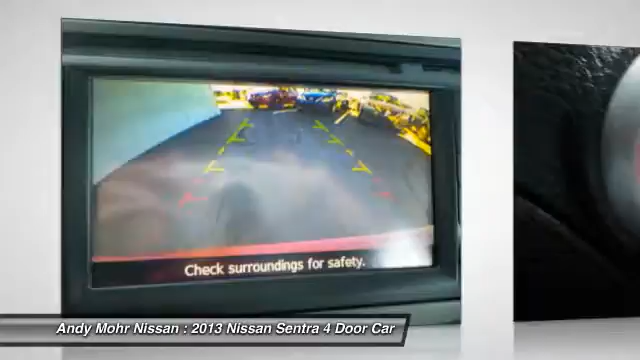 Check surroundings for safety.
Andy Mohr Nissan : 2013 Nissan Sentra 4 Door Car